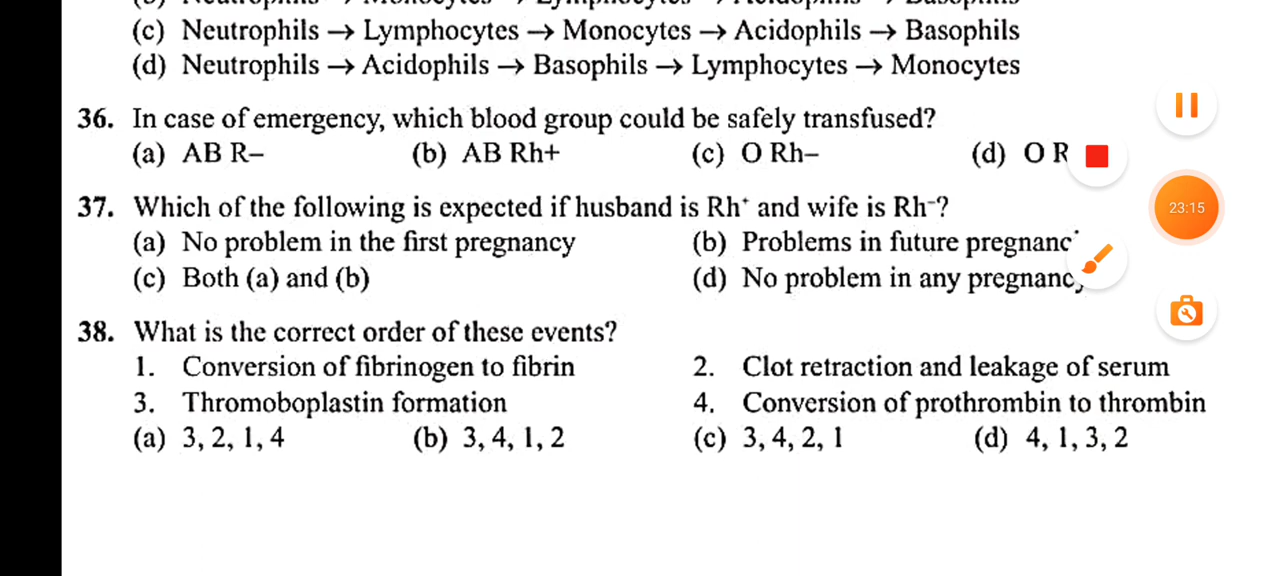 (c) Neutrophils → Lymphocytes → Monocytes → Acidophils → Basophils
(d) Neutrophils → Acidophils → Basophils → Lymphocytes → Monocytes
36. In case of emergency, which blood group could be safely transfused?
(a) AB R– (b) AB Rh+ (c) O Rh– (d) O R
37. Which of the following is expected if husband is Rh⁺ and wife is Rh⁻?
(a) No problem in the first pregnancy (b) Problems in future
(c) Both (a) and (b) (d) No problem in any
38. What is the correct order of these events?
1. Conversion of fibrinogen to fibrin 2. Clot retraction and leakage of serum
3. Thromoboplastin formation 4. Conversion of prothrombin to thrombin
(a) 3, 2, 1, 4 (b) 3, 4, 1, 2 (c) 3, 4, 2, 1 (d) 4, 1, 3, 2
23:15